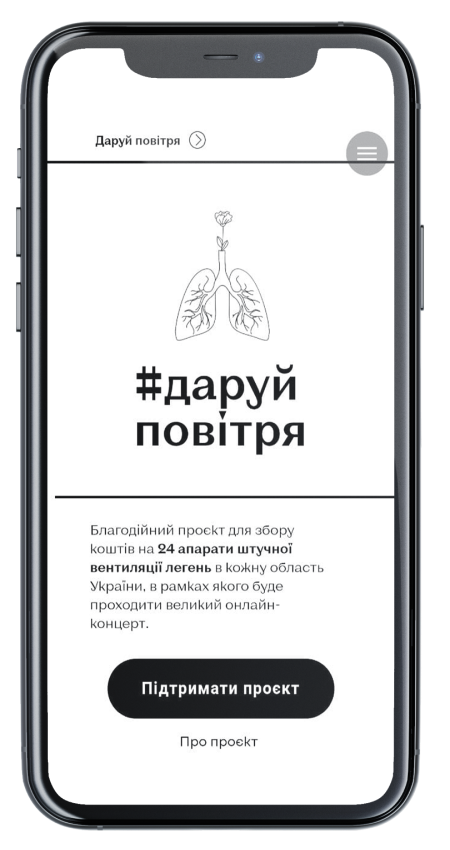 Даруй повітря
#даруй
повітря
Благодійний проєкт для збору
коштів на 24 апарати штучної
вентиляції легень в кожну область
України, в рамках якого буде
проходити великий онлайн-
концерт.
Підтримати проєкт
Про проєкт